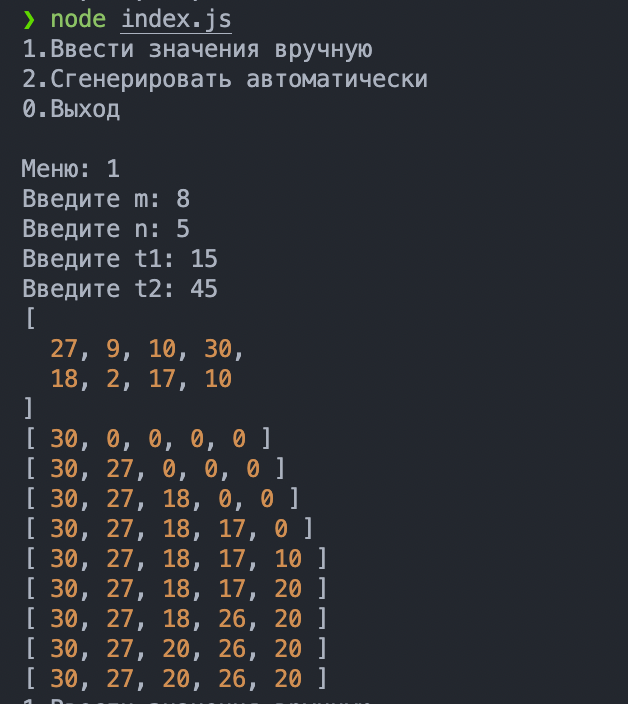 ❯ node index.js
1.Ввести значения вручную
2.Сгенерировать автоматически
0.Выход
Меню: 1
Введите m: 8
Введите n: 5
Введите t1: 15
Введите t2: 45
[
27, 9, 10, 30,
18, 2, 17, 10
]
[ 30, 0, 0, 0, 0 ]
[ 30, 27, 0, 0, 0 ]
[ 30, 27, 18, 0, 0 ]
[ 30, 27, 18, 17, 0 ]
[ 30, 27, 18, 17, 10 ]
[ 30, 27, 18, 17, 20 ]
[ 30, 27, 18, 26, 20 ]
[ 30, 27, 20, 26, 20 ]
[ 30, 27, 20, 26, 20 ]